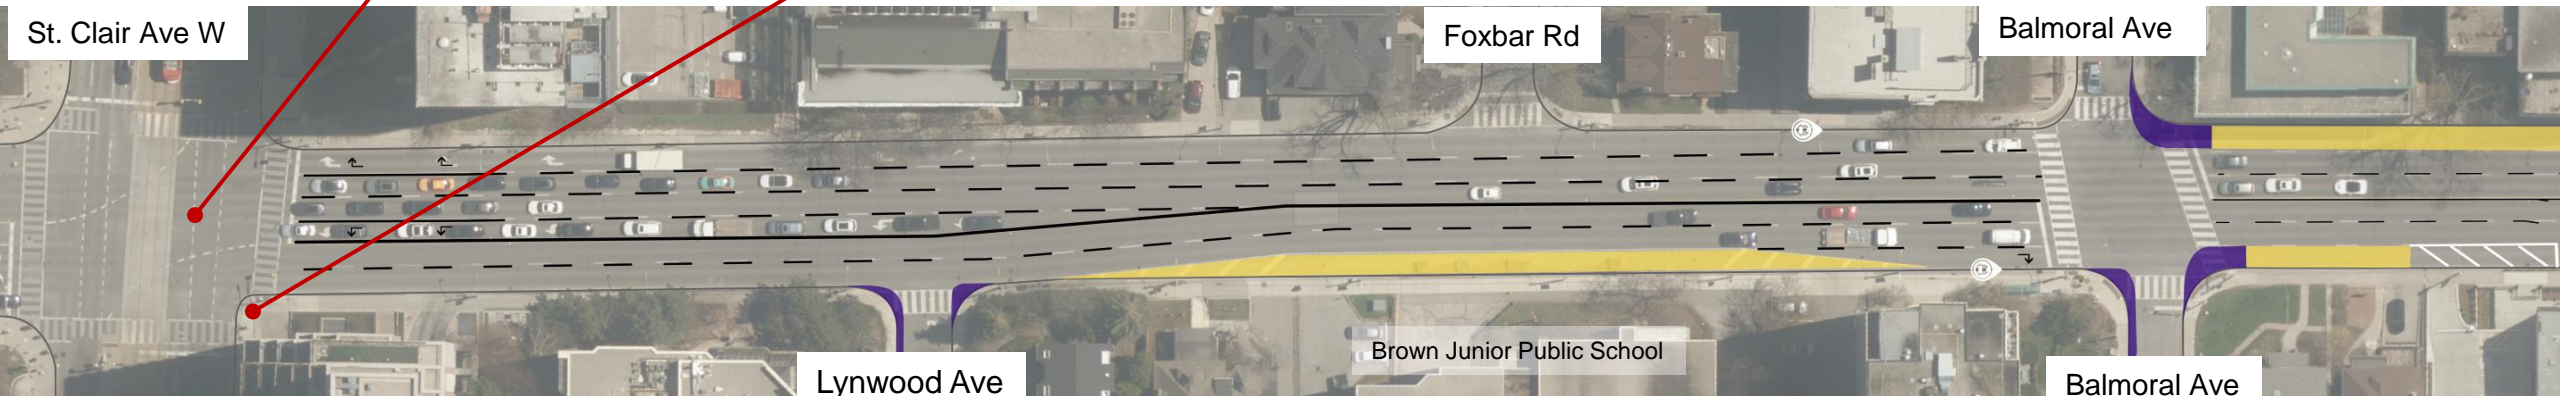 St. Clair Ave W
Foxbar Rd
Balmoral Ave
Brown Junior Public School
Lynwood Ave
Balmoral Ave